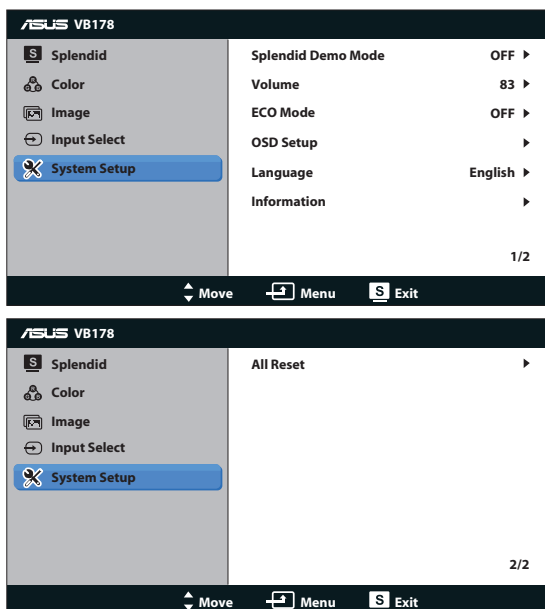 ASUS VB178
S Splendid
Splendid Demo Mode OFF
Color
Volume 83
Image
ECO Mode OFF
Input Select
OSD Setup
System Setup
Language English
Information
1/2
Move Menu S Exit
ASUS VB178
S Splendid
All Reset
Color
Image
Input Select
System Setup
2/2
Move Menu S Exit